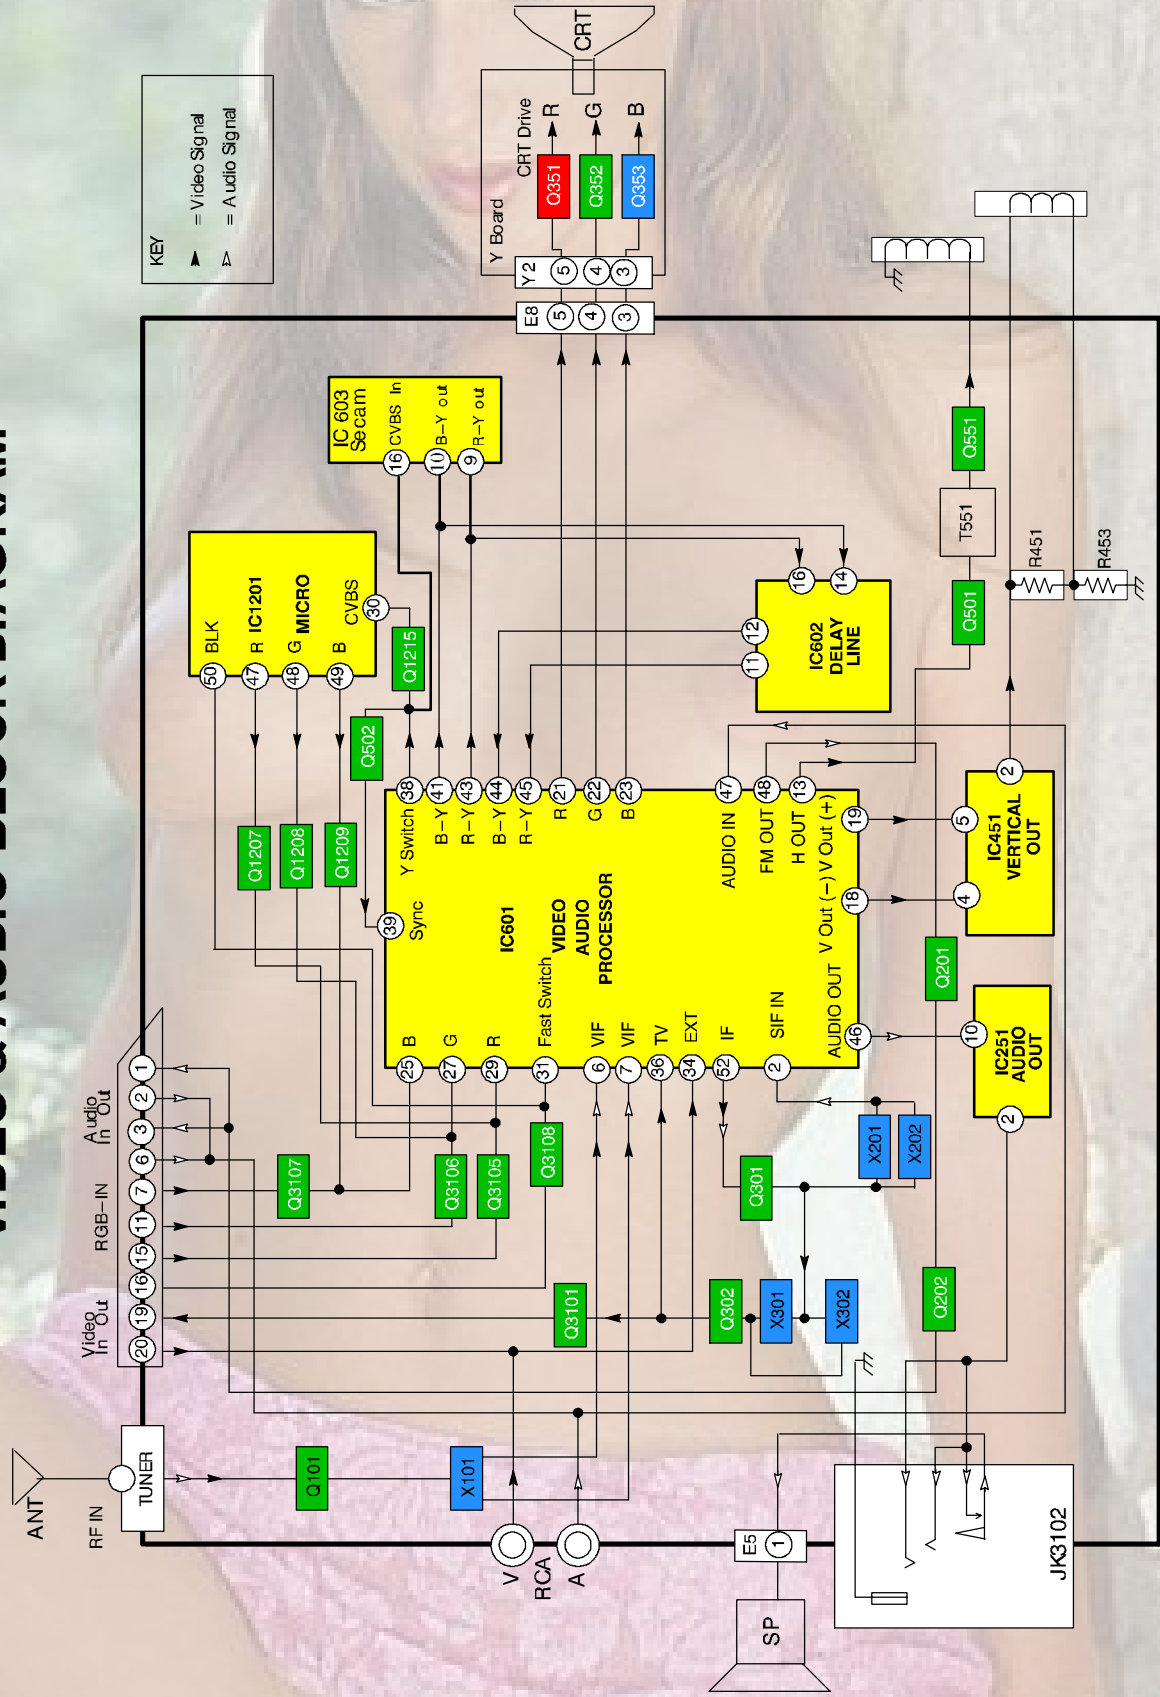 VIDEO & AUDIO BLOCK DIAGRAM
KEY
= Video Signal
= Audio Signal
ANT
RF IN
TUNER
Video
In Out
RGB-IN
Audio
In Out
20
19
16
15
11
7
6
3
2
1
Q101
X101
V
RCA
A
E5
1
SP
JK3102
Q3107
Q3106
Q3105
Q3108
Q3101
Q302
X301
X302
Q301
X201
X202
Q202
Q201
Q1207
Q1208
Q1209
Q502
Q1215
IC1201
MICRO
BLK
R
G
B
CVBS
50
47
48
49
30
IC 603
Secam
CVBS In
B-Y out
R-Y out
16
10
9
IC601
VIDEO
AUDIO
PROCESSOR
B
G
R
Fast Switch
VIF
VIF
TV
EXT
IF
SIF IN
25
27
29
31
6
7
36
34
52
2
Sync
39
Y Switch
B-Y
R-Y
B-Y
R-Y
R
G
B
AUDIO IN
FM OUT
H OUT
38
41
43
44
45
21
22
23
47
48
13
AUDIO OUT
V Out (-)
V Out (+)
46
18
19
IC602
DELAY
LINE
11
12
16
14
IC251
AUDIO
OUT
10
2
IC451
VERTICAL
OUT
4
5
2
Q501
T551
Q551
R451
R453
E8
5
4
3
Y2
5
4
3
Y Board
CRT Drive
Q351
Q352
Q353
R
G
B
CRT